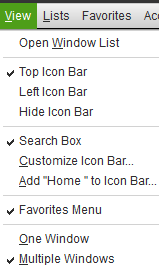 View Lists Favorites Acc
Open Window List
Top Icon Bar
Left Icon Bar
Hide Icon Bar
Search Box
Customize Icon Bar...
Add "Home " to Icon Bar...
Favorites Menu
One Window
Multiple Windows